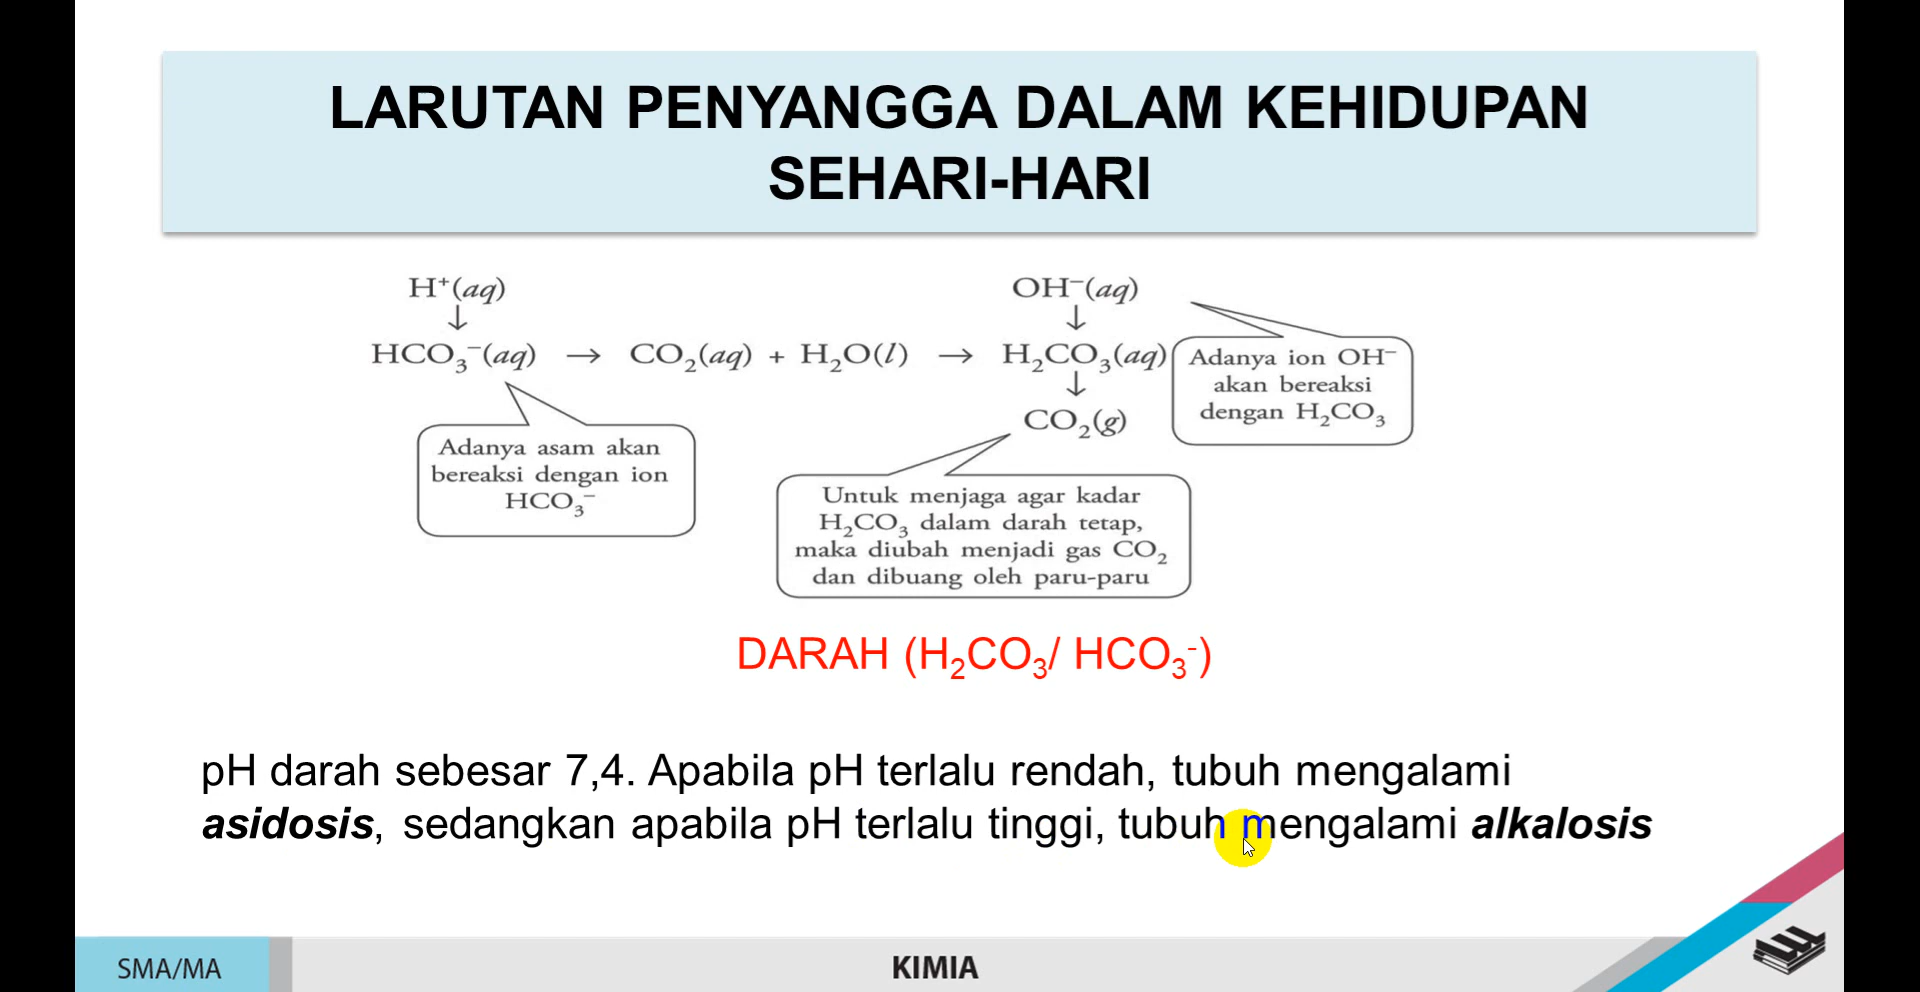 LARUTAN PENYANGGA DALAM KEHIDUPAN
SEHARI-HARI
H⁺(aq)
↓
HCO₃⁻(aq) → CO₂(aq) + H₂O(l) → H₂CO₃(aq)
OH⁻(aq)
↓
↓
CO₂(g)
Adanya ion OH⁻
akan bereaksi
dengan H₂CO₃
Adanya asam akan
bereaksi dengan ion
HCO₃⁻
Untuk menjaga agar kadar
H₂CO₃ dalam darah tetap,
maka diubah menjadi gas CO₂
dan dibuang oleh paru-paru
DARAH (H₂CO₃/ HCO₃⁻)
pH darah sebesar 7,4. Apabila pH terlalu rendah, tubuh mengalami
asidosis, sedangkan apabila pH terlalu tinggi, tubuh mengalami alkalosis
SMA/MA
KIMIA